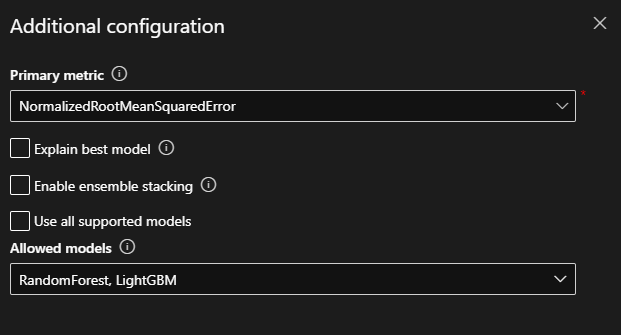 Additional configuration
Primary metric
NormalizedRootMeanSquaredError
*
Explain best model
Enable ensemble stacking
Use all supported models
Allowed models
RandomForest, LightGBM